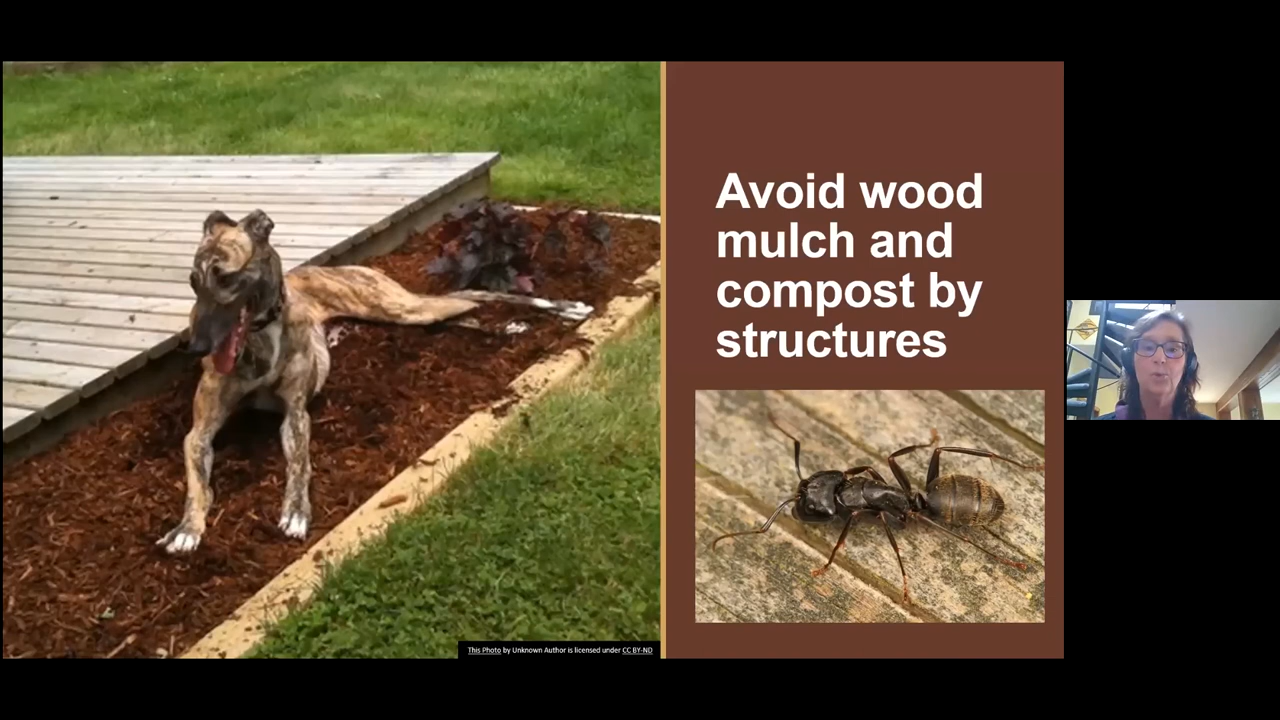 Avoid wood
mulch and
compost by
structures
This Photo by Unknown Author is licensed under CC BY-ND